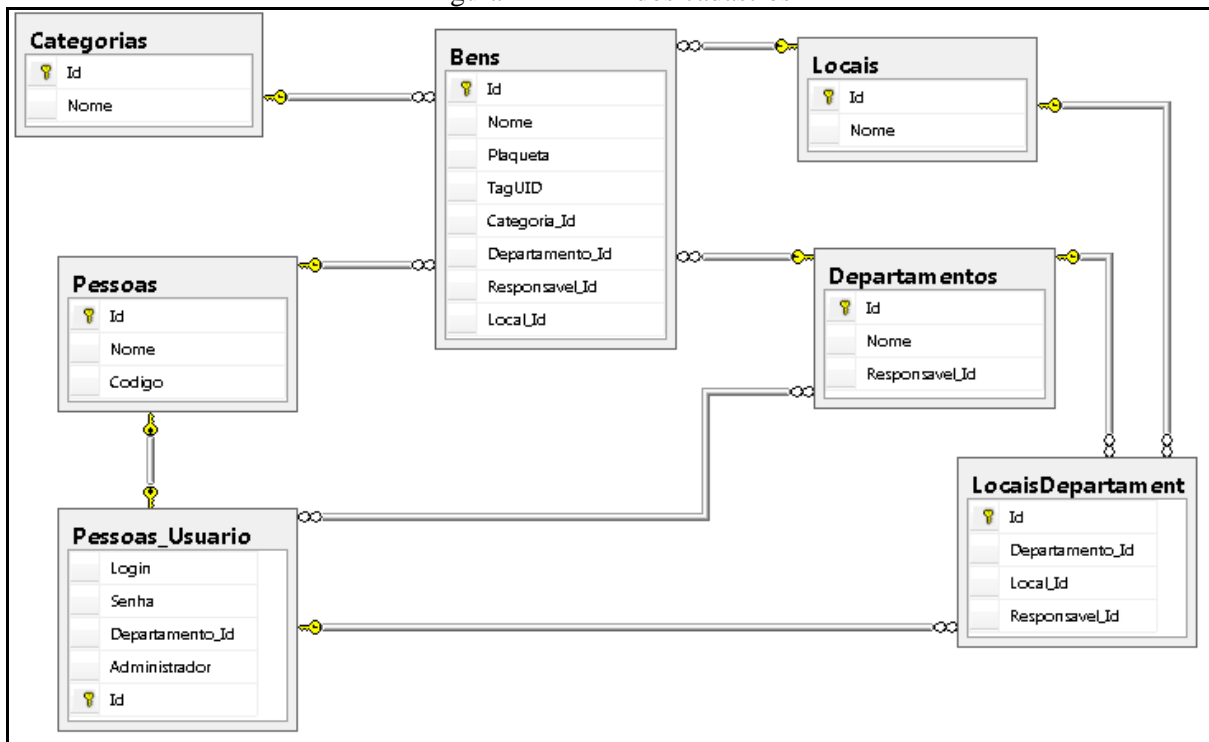 Categorias
Id
Nome
Bens
Id
Nome
Plaqueta
TagUID
Categoria_Id
Departamento_Id
Responsavel_Id
Local_Id
Locais
Id
Nome
Pessoas
Id
Nome
Codigo
Departamentos
Id
Nome
Responsavel_Id
Pessoas_Usuario
Login
Senha
Departamento_Id
Administrador
Id
LocaisDepartament
Id
Departamento_Id
Local_Id
Responsavel_Id